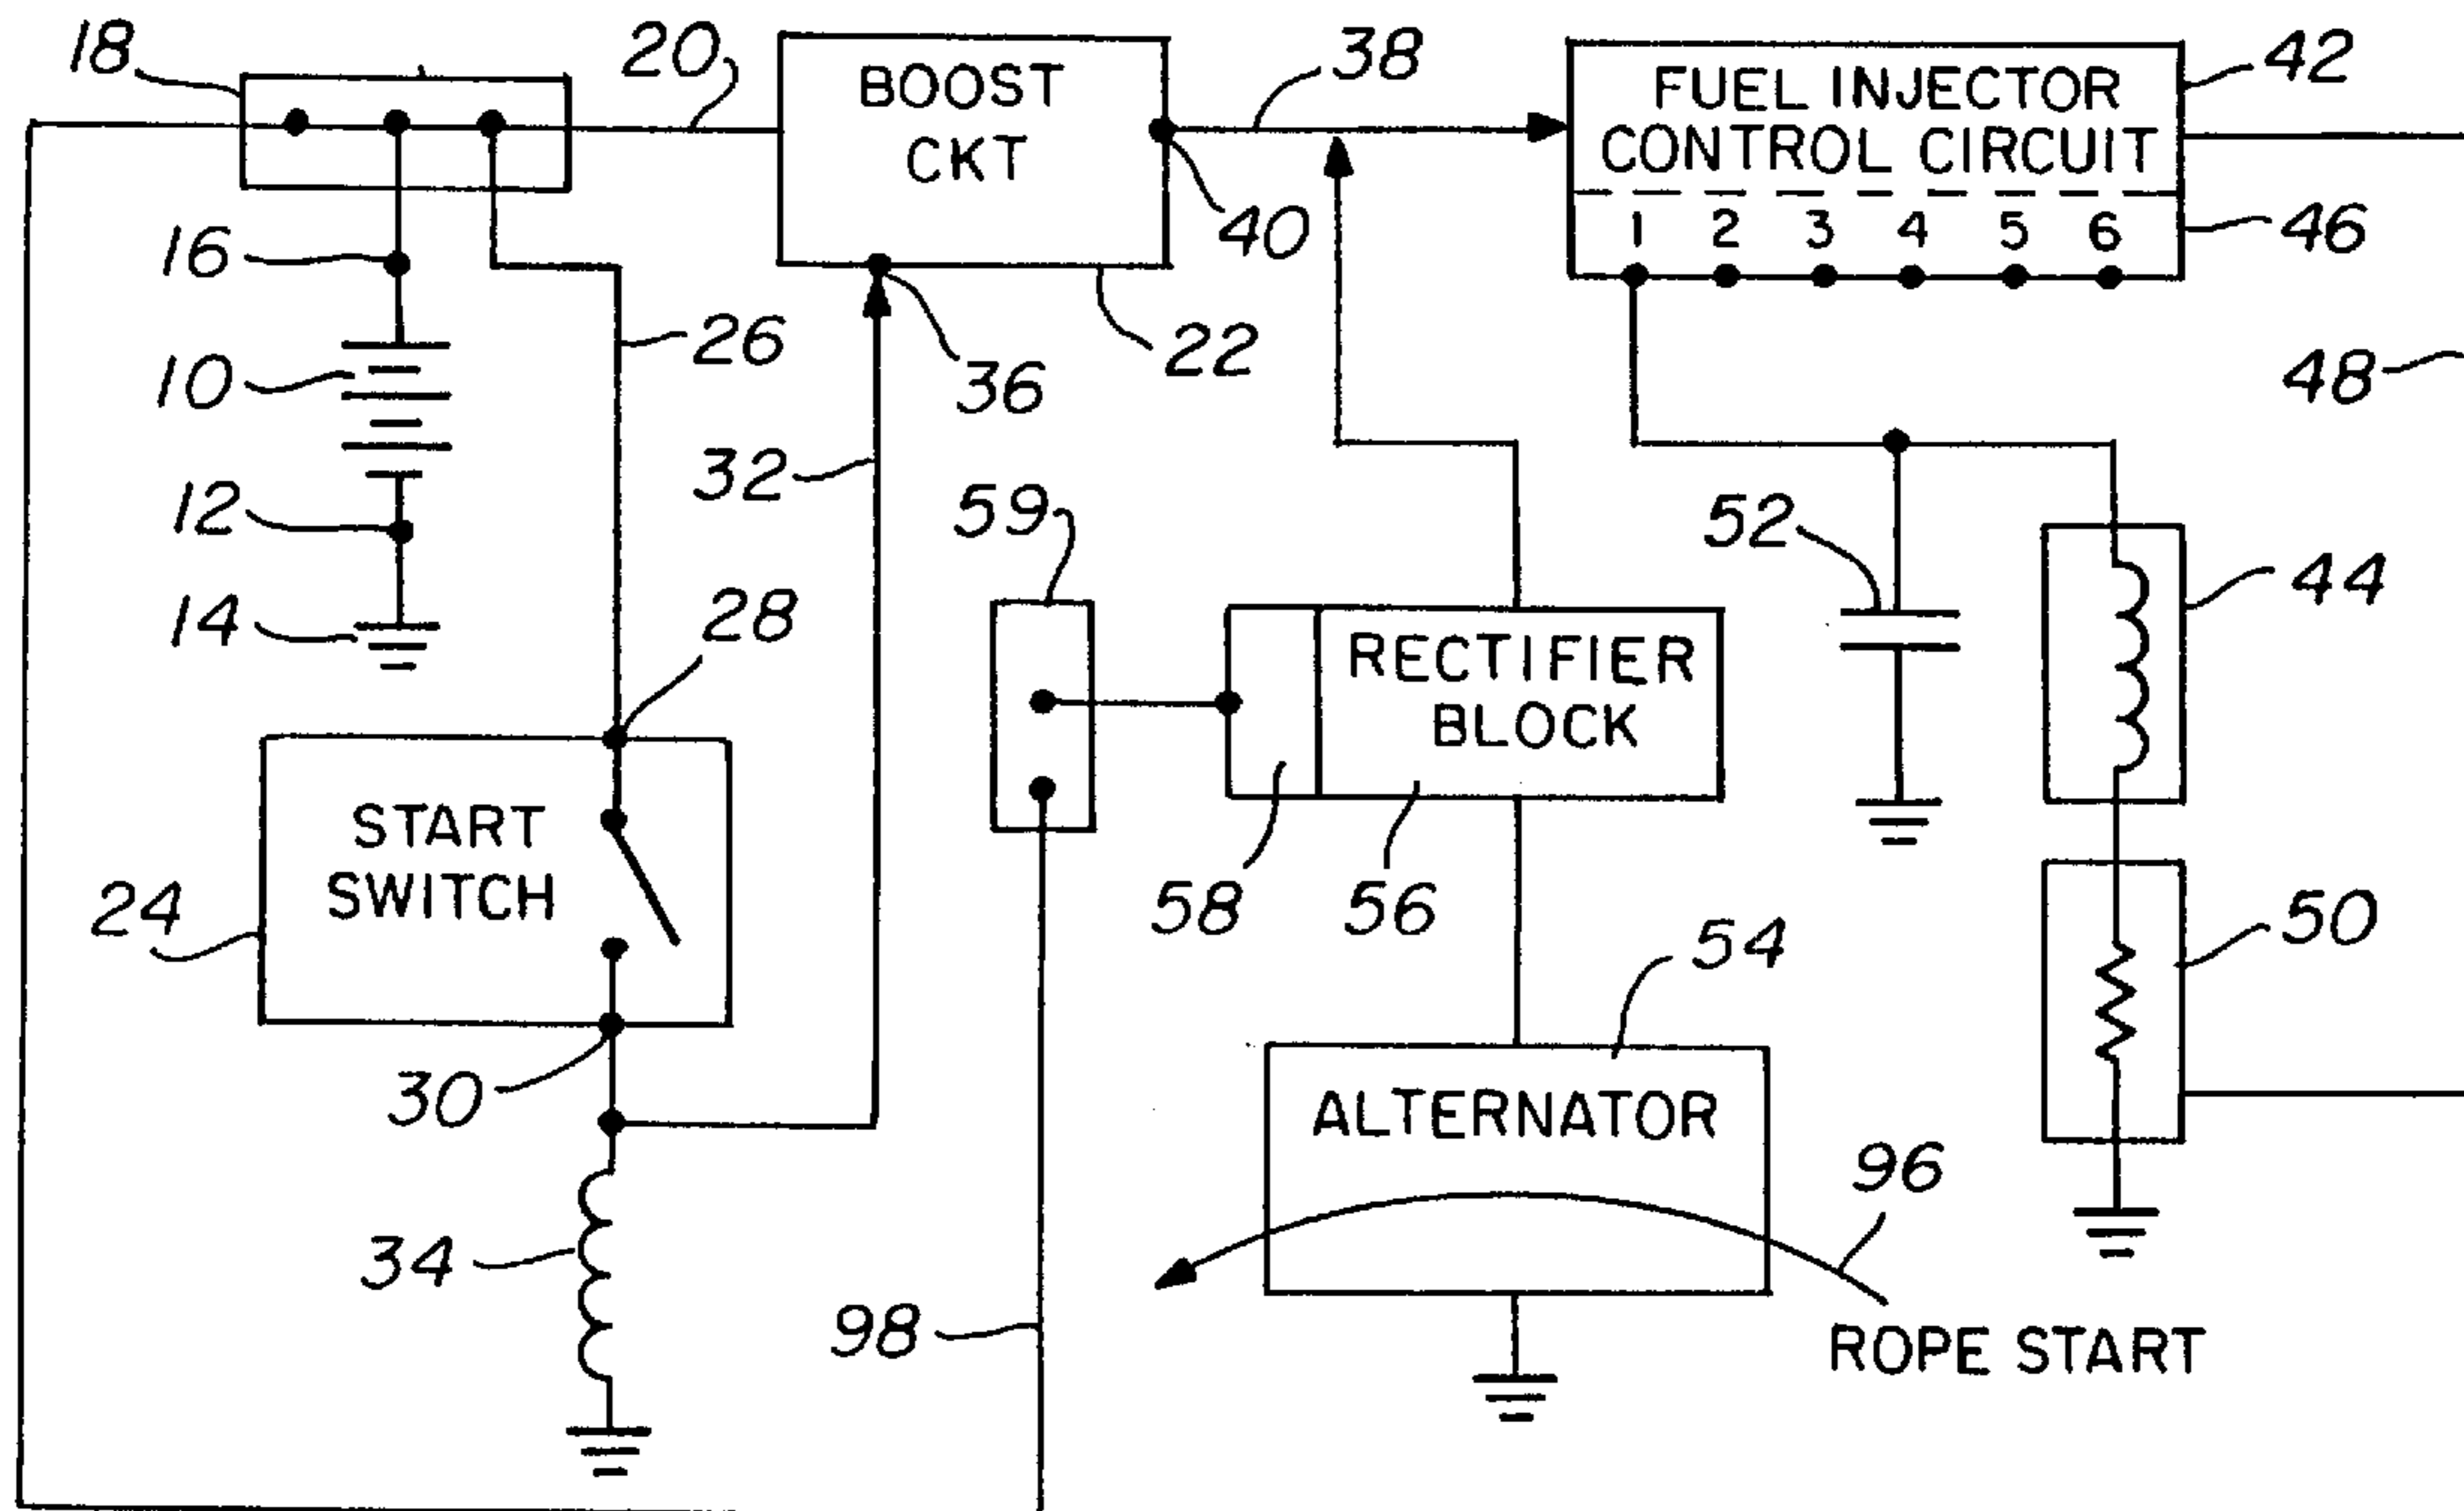 18
20
BOOST
CKT
38
FUEL INJECTOR
CONTROL CIRCUIT
42
1 2 3 4 5 6
46
16
40
10
26
36
22
48
12
32
59
52
44
14
28
RECTIFIER
BLOCK
START
SWITCH
24
58
56
54
50
30
ALTERNATOR
96
34
98
ROPE START